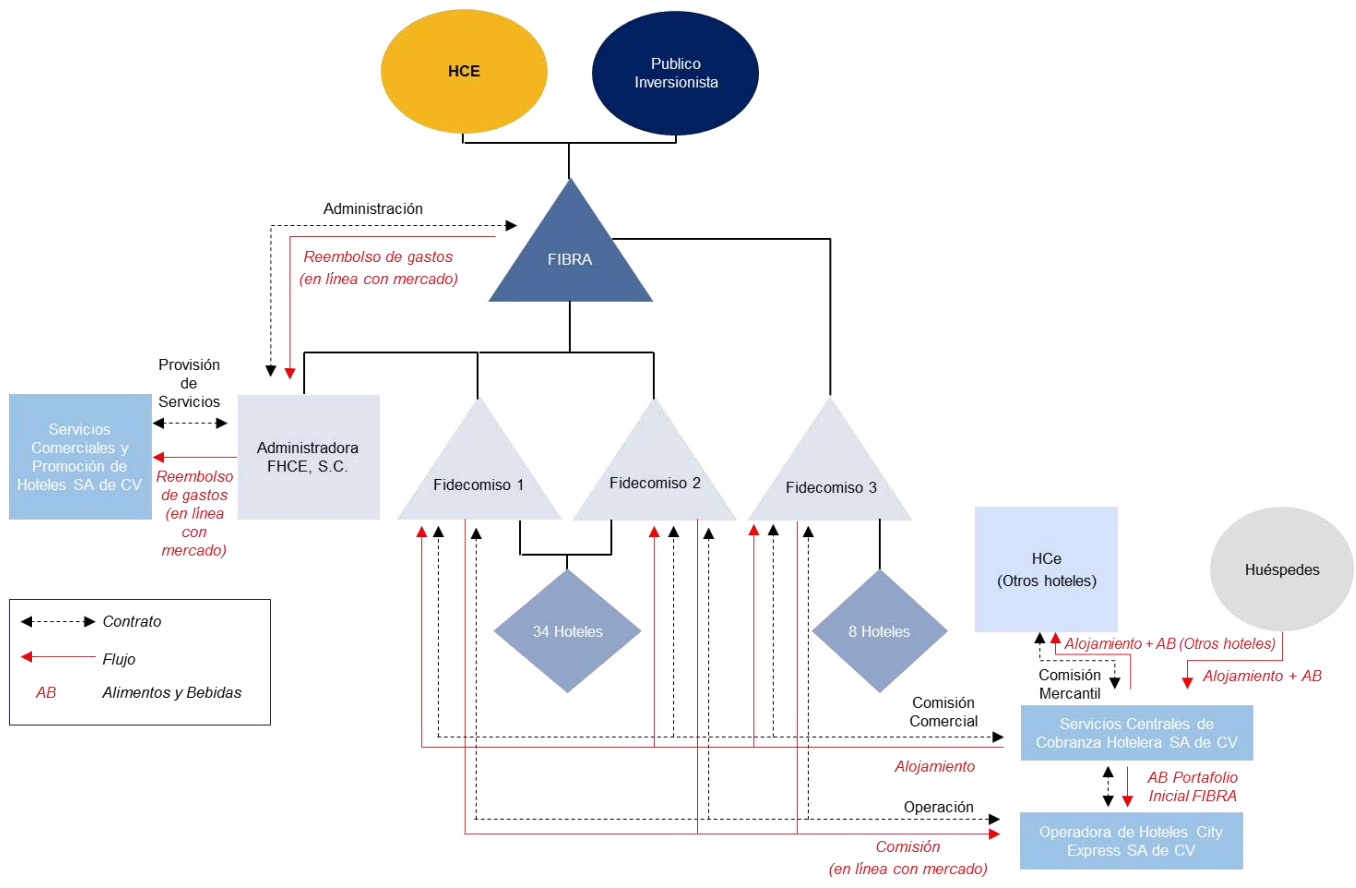 HCE
Publico
Inversionista
Administración
Reembolso de gastos
(en línea con mercado)
FIBRA
Provisión
de
Servicios
Servicios
Comerciales y
Promoción de
Hoteles SA de CV
Reembolso
de gastos
(en línea
con
mercado)
Administradora
FHCE, S.C.
Fidecomiso 1
Fidecomiso 2
Fidecomiso 3
34 Hoteles
8 Hoteles
HCe
(Otros hoteles)
Huéspedes
Contrato
Flujo
AB Alimentos y Bebidas
Alojamiento + AB (Otros hoteles)
Alojamiento + AB
Comisión
Mercantil
Comisión
Comercial
Servicios Centrales de
Cobranza Hotelera SA de CV
Alojamiento
AB Portafolio
Inicial FIBRA
Operación
Operadora de Hoteles City
Express SA de CV
Comisión
(en línea con mercado)